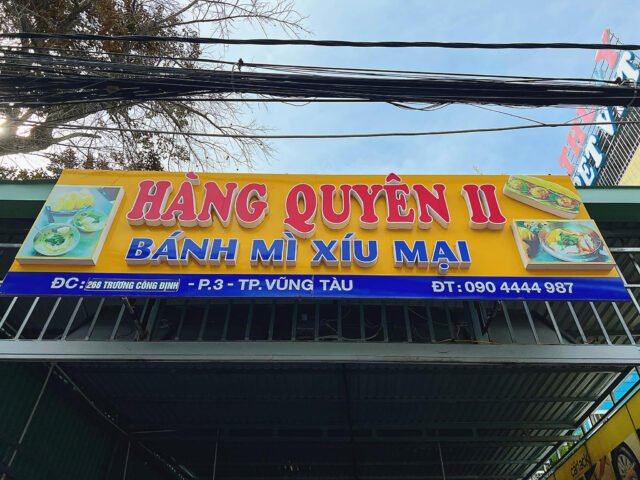 HÀNG QUYÊN II
BÁNH MÌ XÍU MẠI
ĐC: 268 TRƯƠNG CÔNG ĐỊNH - P.3 - TP. VŨNG TÀU ĐT: 090 4444 987